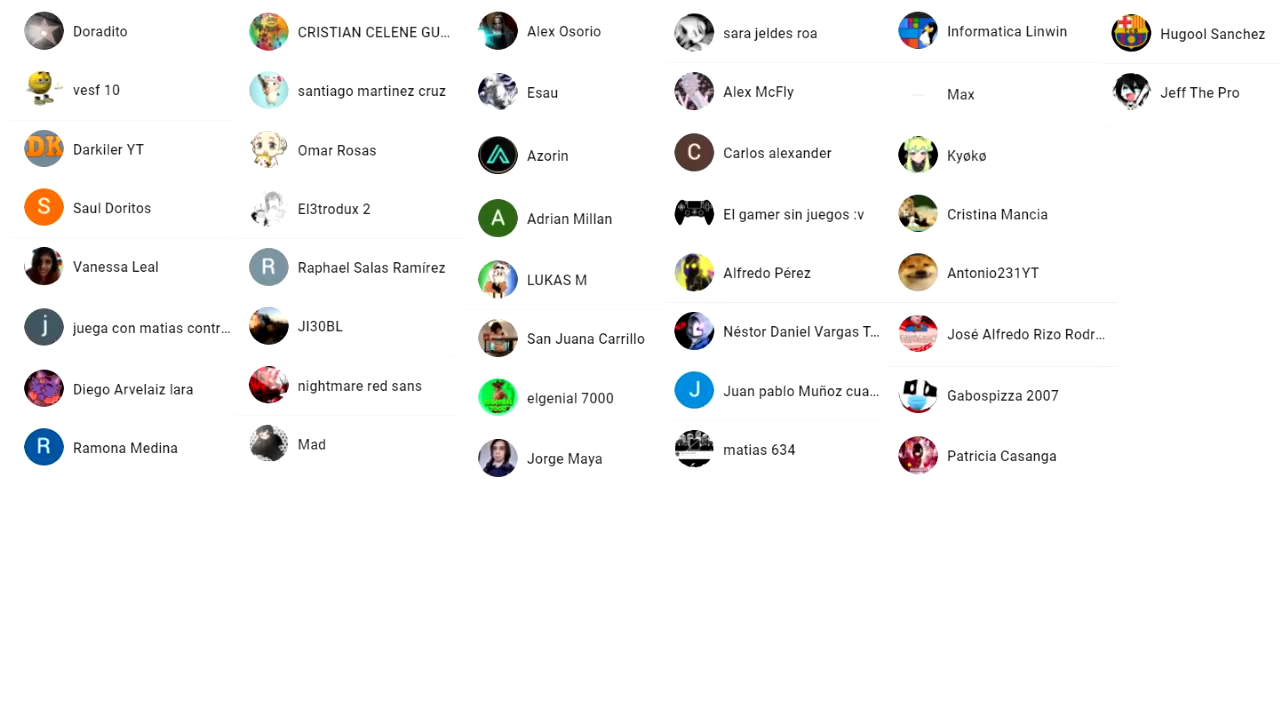 Doradito
vesf 10
DK Darkiler YT
S Saul Doritos
Vanessa Leal
j juega con matias contr...
Diego Arvelaiz lara
R Ramona Medina
CRISTIAN CELENE GU...
santiago martinez cruz
Omar Rosas
El3trodux 2
R Raphael Salas Ramírez
JI30BL
nightmare red sans
Mad
Alex Osorio
Esau
Azorin
A Adrian Millan
LUKAS M
San Juana Carrillo
elgenial 7000
Jorge Maya
sara jeldes roa
Alex McFly
C Carlos alexander
El gamer sin juegos :v
Alfredo Pérez
Néstor Daniel Vargas T...
J Juan pablo Muñoz cua...
matias 634
Informatica Linwin
Max
Kyøkø
Cristina Mancia
Antonio231YT
José Alfredo Rizo Rodr...
Gabospizza 2007
Patricia Casanga
Hugool Sanchez
Jeff The Pro